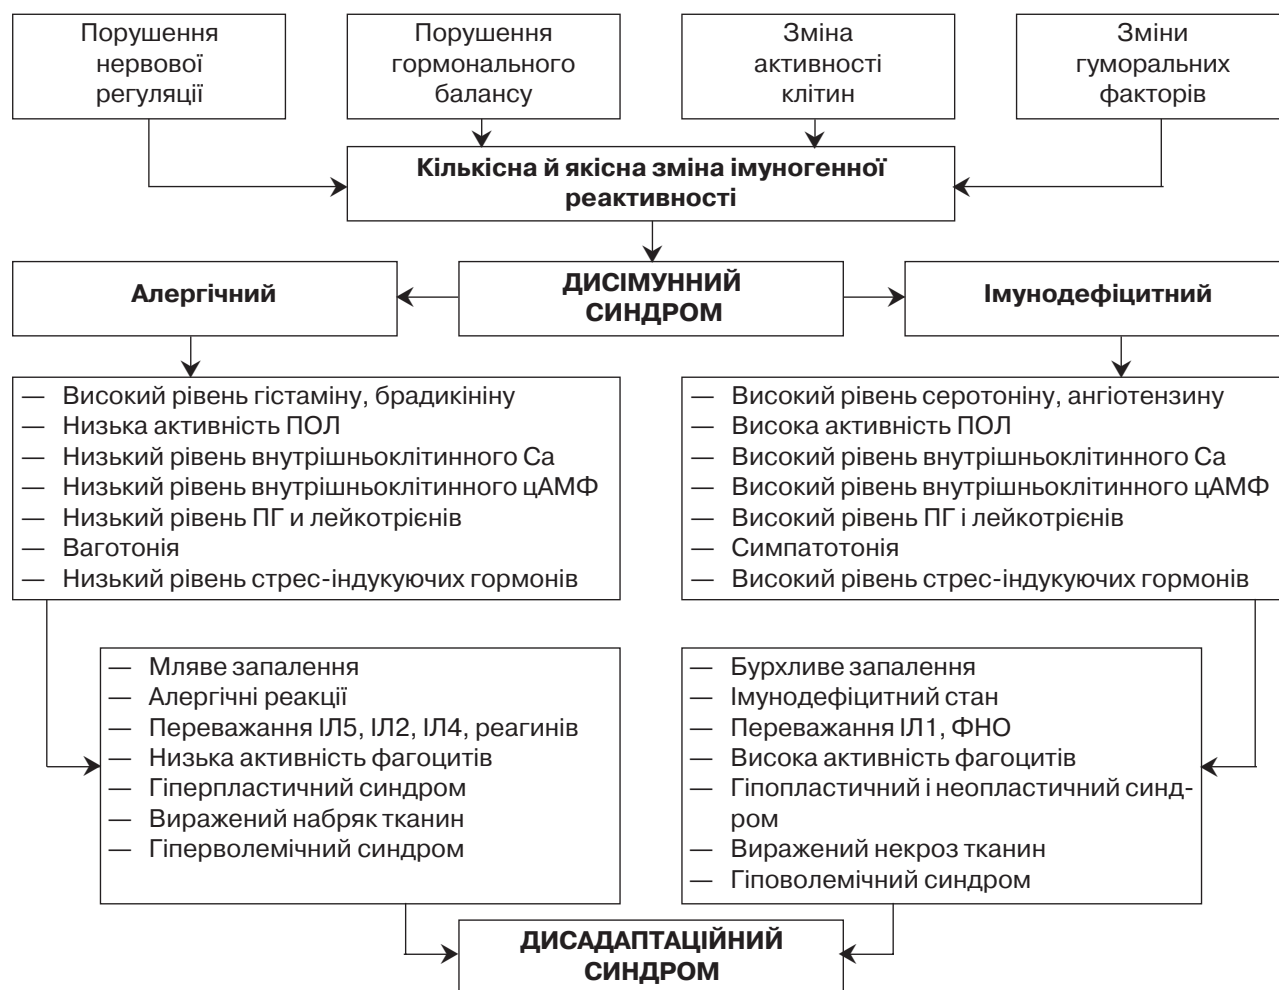 Порушення
нервової
регуляції
Порушення
гормонального
балансу
Зміна
активності
клітин
Зміни
гуморальних
факторів
Кількісна й якісна зміна імуногенної
реактивності
Алергічний
ДИСІМУННИЙ
СИНДРОМ
Імунодефіцитний
— Високий рівень гістаміну, брадикініну
— Низька активність ПОЛ
— Низький рівень внутрішньоклітинного Са
— Низький рівень внутрішньоклітинного цАМФ
— Низький рівень ПГ и лейкотрієнів
— Ваготонія
— Низький рівень стрес-індукуючих гормонів
— Високий рівень серотоніну, ангіотензину
— Висока активність ПОЛ
— Високий рівень внутрішньоклітинного Са
— Високий рівень внутрішньоклітинного цАМФ
— Високий рівень ПГ і лейкотрієнів
— Симпатотонія
— Високий рівень стрес-індукуючих гормонів
— Мляве запалення
— Алергічні реакції
— Переважання ІЛ5, ІЛ2, ІЛ4, реагинів
— Низька активність фагоцитів
— Гіперпластичний синдром
— Виражений набряк тканин
— Гіперволемічний синдром
— Бурхливе запалення
— Імунодефіцитний стан
— Переважання ІЛ1, ФНО
— Висока активність фагоцитів
— Гіпопластичний і неопластичний синд-
ром
— Виражений некроз тканин
— Гіповолемічний синдром
ДИСАДАПТАЦІЙНИЙ
СИНДРОМ